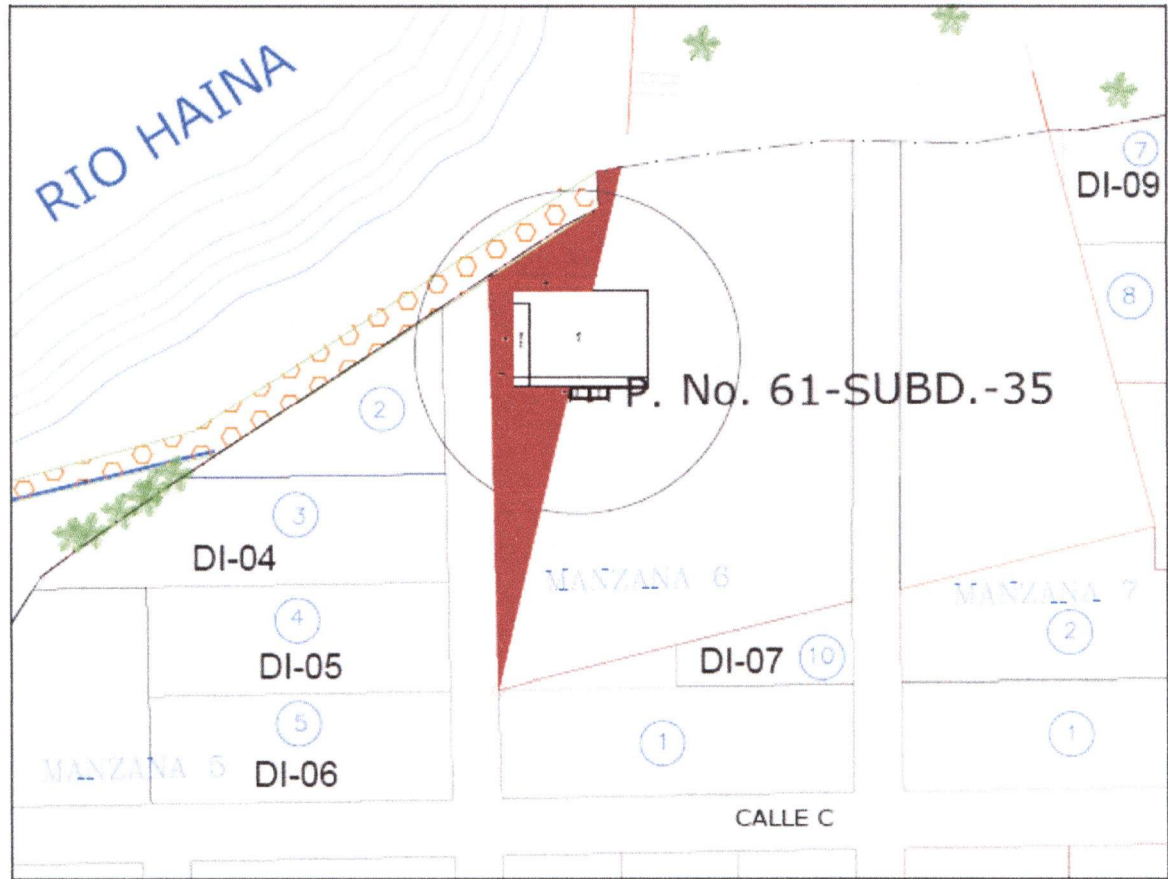 RIO HAINA
7
DI-09
8
1
P. No. 61-SUBD.-35
2
3
DI-04
MANZANA 6
MANZANA 7
4
DI-05
DI-07
10
2
5
DI-06
MANZANA 5
1
1
CALLE C